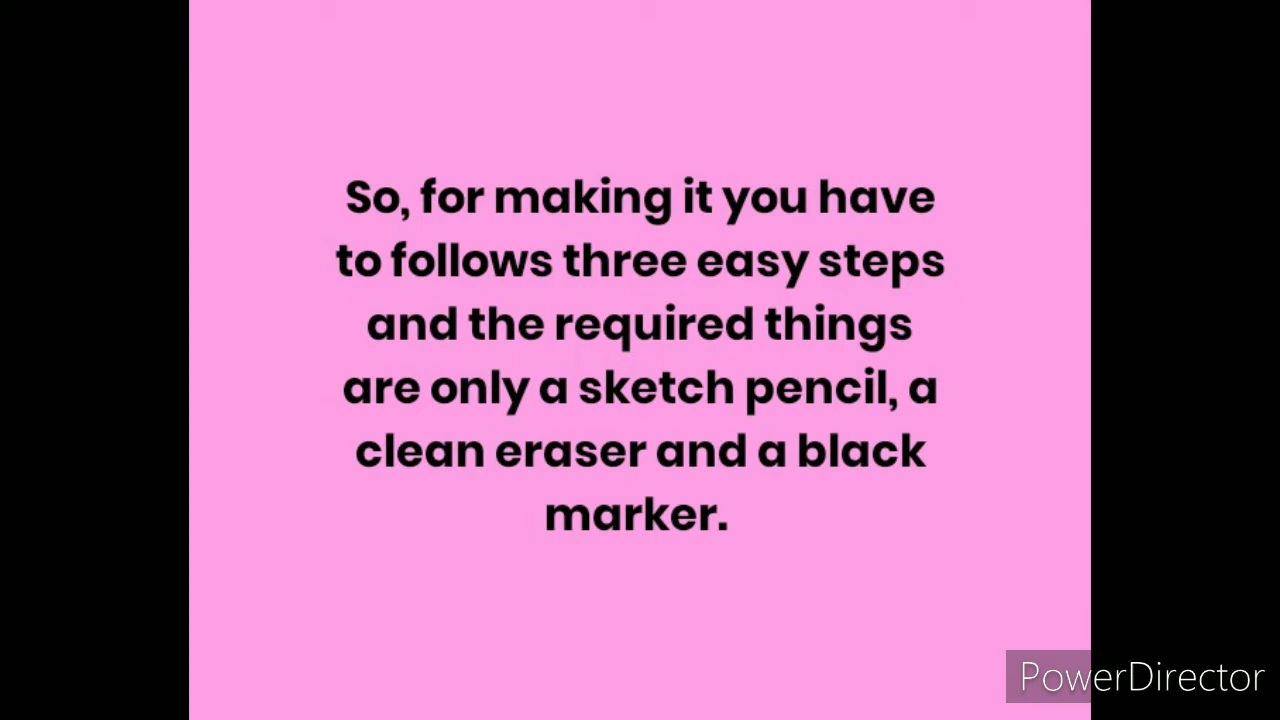 So, for making it you have
to follows three easy steps
and the required things
are only a sketch pencil, a
clean eraser and a black
marker.
PowerDirector